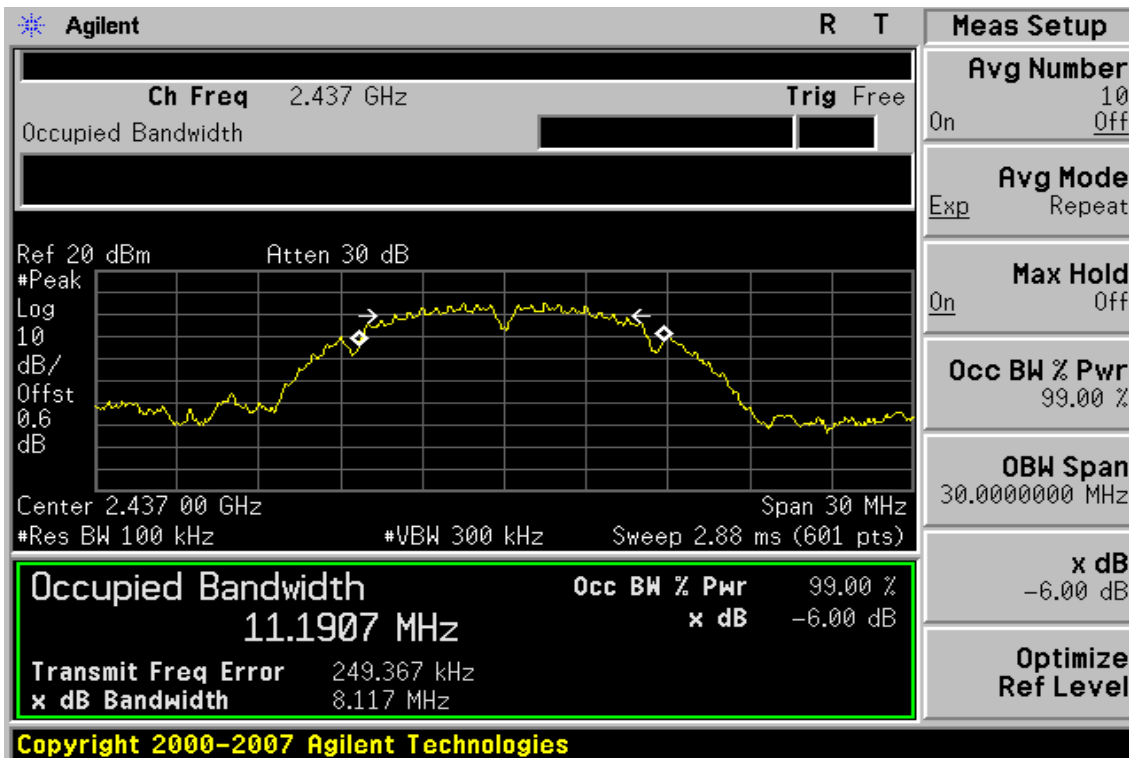 Agilent R T
Ch Freq 2.437 GHz Trig Free
Occupied Bandwidth
Ref 20 dBm Atten 30 dB
#Peak
Log
10
dB/
Offst
0.6
dB
Center 2.437 00 GHz Span 30 MHz
#Res BW 100 kHz #VBW 300 kHz Sweep 2.88 ms (601 pts)
Occupied Bandwidth Occ BW % Pwr 99.00 %
11.1907 MHz x dB -6.00 dB
Transmit Freq Error 249.367 kHz
x dB Bandwidth 8.117 MHz
Copyright 2000-2007 Agilent Technologies
Meas Setup
Avg Number
10
On Off
Avg Mode
Exp Repeat
Max Hold
On Off
Occ BW % Pwr
99.00 %
OBW Span
30.0000000 MHz
x dB
-6.00 dB
Optimize
Ref Level